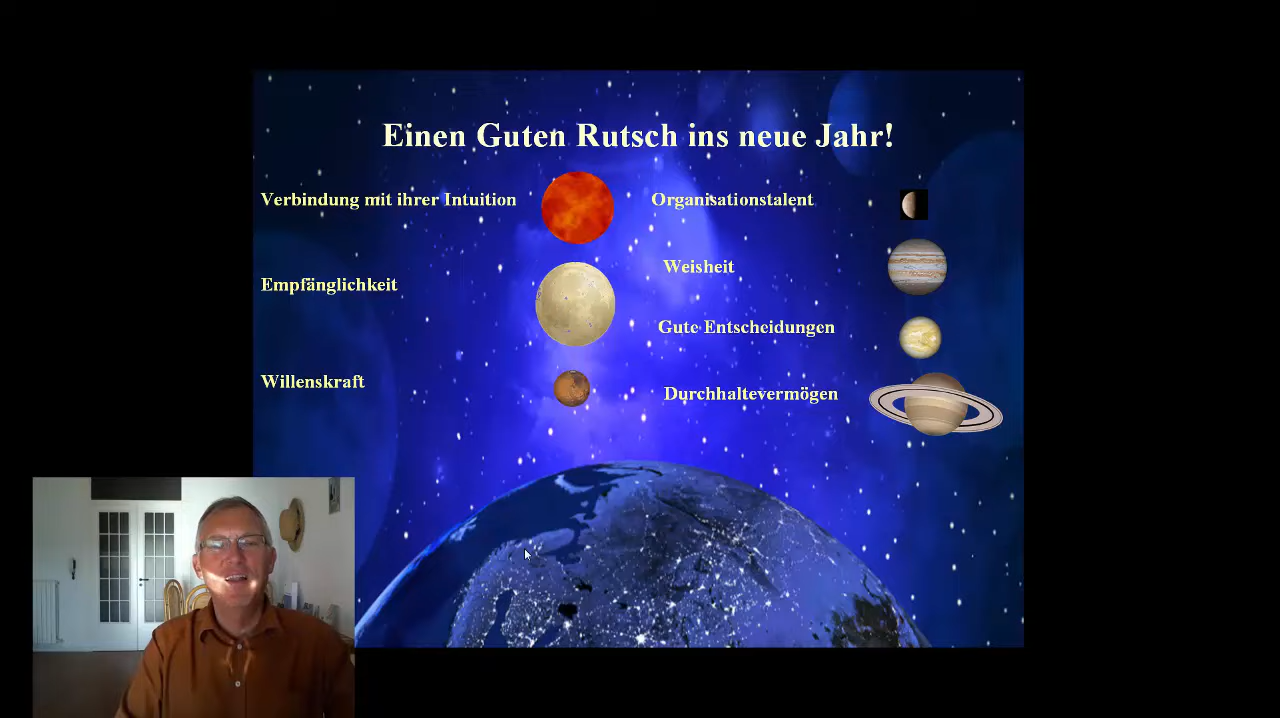 Einen Guten Rutsch ins neue Jahr!
Verbindung mit ihrer Intuition
Organisationstalent
Weisheit
Empfänglichkeit
Gute Entscheidungen
Willenskraft
Durchhaltevermögen